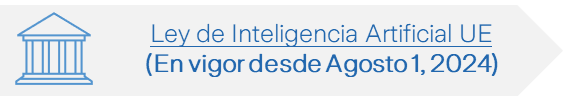 Ley de Inteligencia Artificial UE
(En vigor desde Agosto 1, 2024)